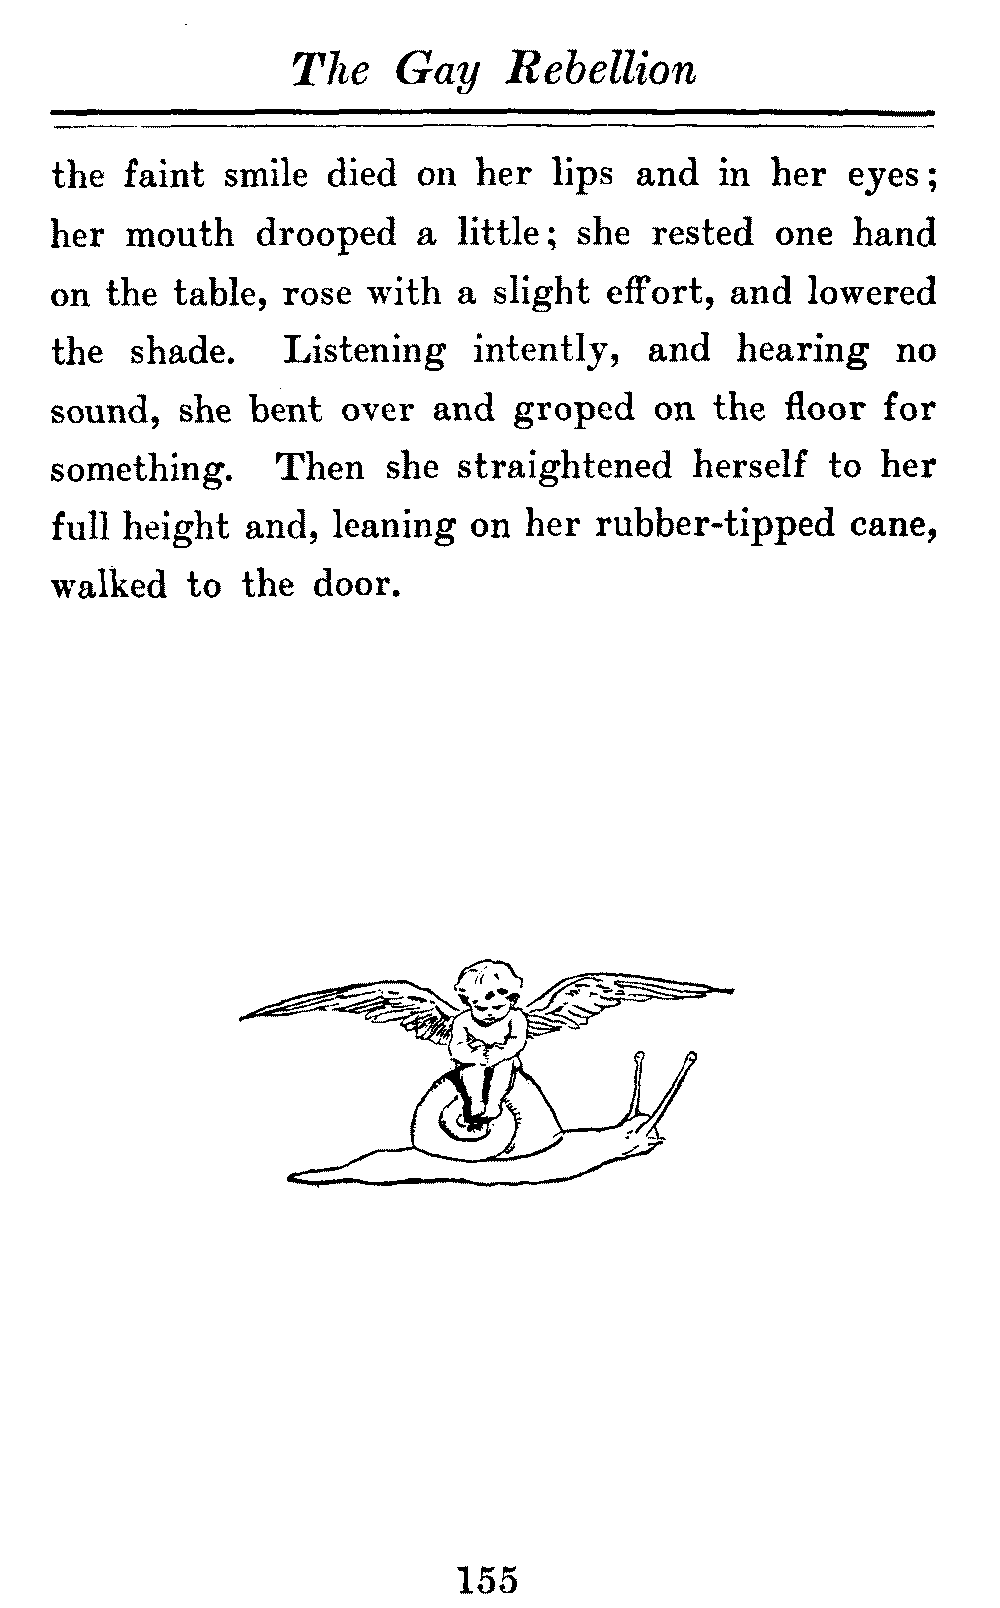 The Gay Rebellion
the faint smile died on her lips and in her eyes;
her mouth drooped a little; she rested one hand
on the table, rose with a slight effort, and lowered
the shade. Listening intently, and hearing no
sound, she bent over and groped on the floor for
something. Then she straightened herself to her
full height and, leaning on her rubber-tipped cane,
walked to the door.
155